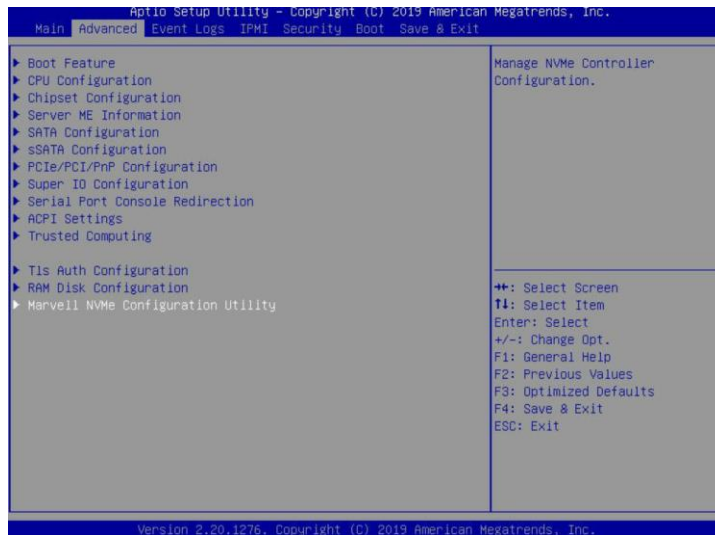 Aptio Setup Utility – Copyright (C) 2019 American Megatrends, Inc.
Main Advanced Event Logs IPMI Security Boot Save & Exit
Boot Feature
CPU Configuration
Chipset Configuration
Server ME Information
SATA Configuration
sSATA Configuration
PCIe/PCI/PnP Configuration
Super IO Configuration
Serial Port Console Redirection
ACPI Settings
Trusted Computing
Tls Auth Configuration
RAM Disk Configuration
Marvell NVMe Configuration Utility
Manage NVMe Controller
Configuration.
→←: Select Screen
↑↓: Select Item
Enter: Select
+/-: Change Opt.
F1: General Help
F2: Previous Values
F3: Optimized Defaults
F4: Save & Exit
ESC: Exit
Version 2.20.1276. Copyright (C) 2019 American Megatrends, Inc.